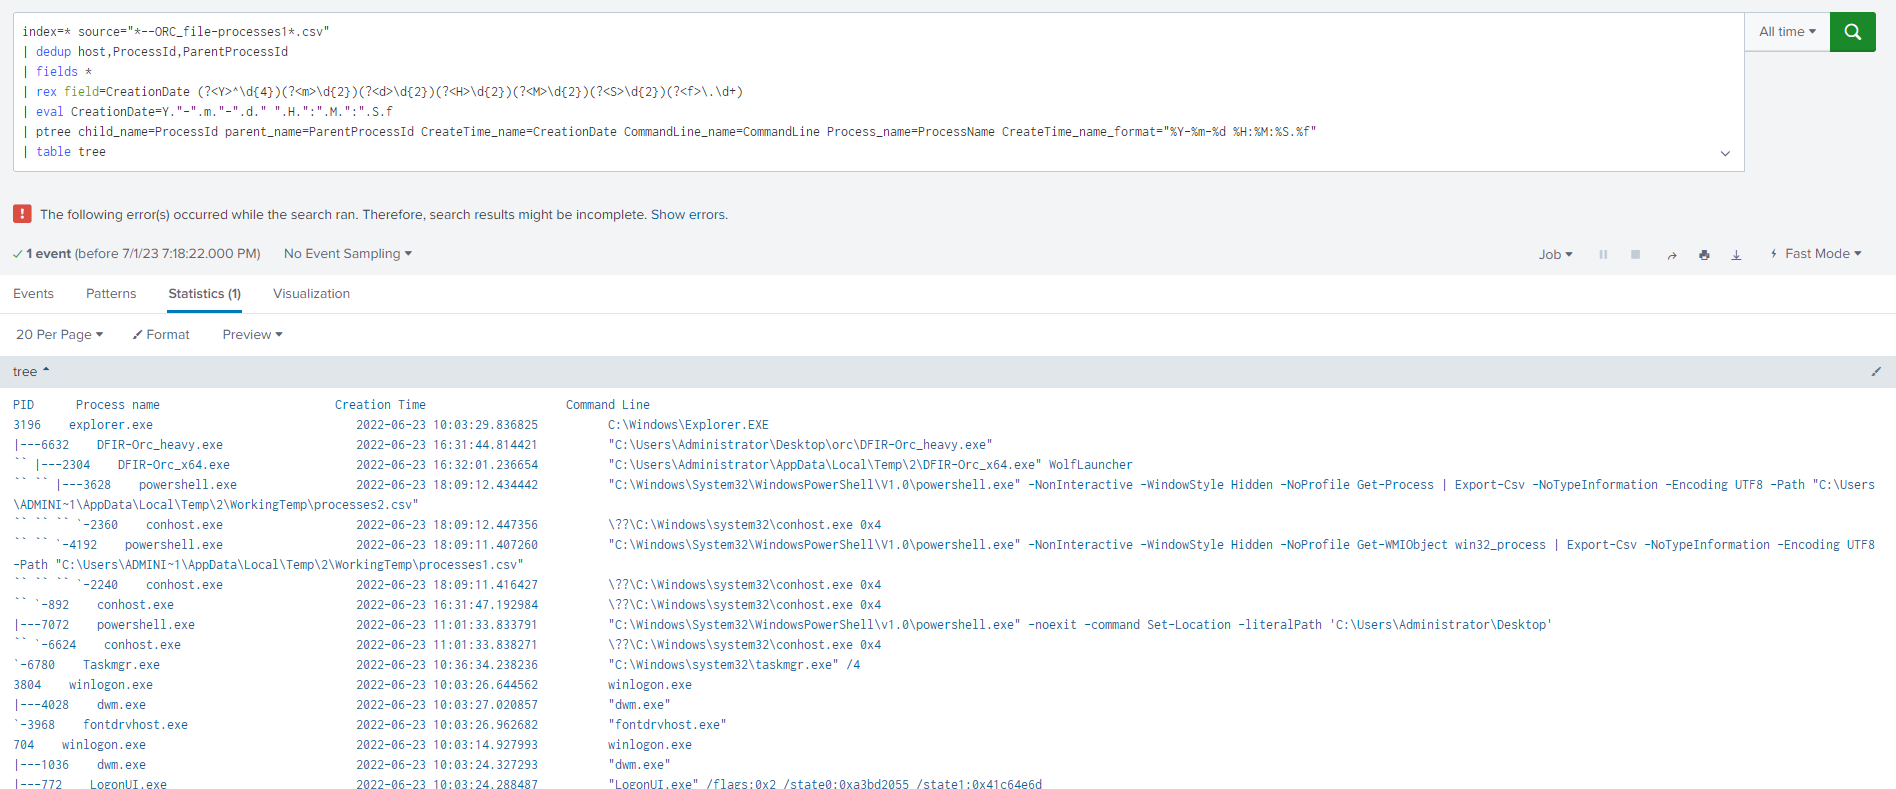 index=* source="*--ORC_file-processes1*.csv"
| dedup host,ProcessId,ParentProcessId
| fields *
| rex field=CreationDate (?<Y>^\d{4})(?<m>\d{2})(?<d>\d{2})(?<H>\d{2})(?<M>\d{2})(?<S>\d{2})(?<f>\.\d+)
| eval CreationDate=Y."-".m."-".d." ".H.":".M.":".S.f
| ptree child_name=ProcessId parent_name=ParentProcessId CreateTime_name=CreationDate CommandLine_name=CommandLine Process_name=ProcessName CreateTime_name_format="%Y-%m-%d %H:%M:%S.%f"
| table tree
All time
The following error(s) occurred while the search ran. Therefore, search results might be incomplete. Show errors.
1 event (before 7/1/23 7:18:22.000 PM) No Event Sampling Job Fast Mode
Events Patterns Statistics (1) Visualization
20 Per Page Format Preview
tree
PID Process name Creation Time Command Line
3196 explorer.exe 2022-06-23 10:03:29.836825 C:\Windows\Explorer.EXE
|---6632 DFIR-Orc_heavy.exe 2022-06-23 16:31:44.814421 "C:\Users\Administrator\Desktop\orc\DFIR-Orc_heavy.exe"
`` |---2304 DFIR-Orc_x64.exe 2022-06-23 16:32:01.236654 "C:\Users\Administrator\AppData\Local\Temp\2\DFIR-Orc_x64.exe" WolfLauncher
`` `` |---3628 powershell.exe 2022-06-23 18:09:12.434442 "C:\Windows\System32\WindowsPowerShell\V1.0\powershell.exe" -NonInteractive -WindowStyle Hidden -NoProfile Get-Process | Export-Csv -NoTypeInformation -Encoding UTF8 -Path "C:\Users
\ADMINI~1\AppData\Local\Temp\2\WorkingTemp\processes2.csv"
`` `` `` `-2360 conhost.exe 2022-06-23 18:09:12.447356 \??\C:\Windows\system32\conhost.exe 0x4
`` `` `-4192 powershell.exe 2022-06-23 18:09:11.407260 "C:\Windows\System32\WindowsPowerShell\V1.0\powershell.exe" -NonInteractive -WindowStyle Hidden -NoProfile Get-WMIObject win32_process | Export-Csv -NoTypeInformation -Encoding UTF8
-Path "C:\Users\ADMINI~1\AppData\Local\Temp\2\WorkingTemp\processes1.csv"
`` `` `` `-2240 conhost.exe 2022-06-23 18:09:11.416427 \??\C:\Windows\system32\conhost.exe 0x4
`` `-892 conhost.exe 2022-06-23 16:31:47.192984 \??\C:\Windows\system32\conhost.exe 0x4
|---7072 powershell.exe 2022-06-23 11:01:33.833791 "C:\Windows\System32\WindowsPowerShell\v1.0\powershell.exe" -noexit -command Set-Location -literalPath 'C:\Users\Administrator\Desktop'
`` `-6624 conhost.exe 2022-06-23 11:01:33.838271 \??\C:\Windows\system32\conhost.exe 0x4
`-6780 Taskmgr.exe 2022-06-23 10:36:34.238236 "C:\Windows\system32\taskmgr.exe" /4
3804 winlogon.exe 2022-06-23 10:03:26.644562 winlogon.exe
|---4028 dwm.exe 2022-06-23 10:03:27.020857 "dwm.exe"
`-3968 fontdrvhost.exe 2022-06-23 10:03:26.962682 "fontdrvhost.exe"
704 winlogon.exe 2022-06-23 10:03:14.927993 winlogon.exe
|---1036 dwm.exe 2022-06-23 10:03:24.327293 "dwm.exe"
|---772 LogonUI.exe 2022-06-23 10:03:24.288487 "LogonUI.exe" /flags:0x2 /state0:0xa3bd2055 /state1:0x41c64e6d